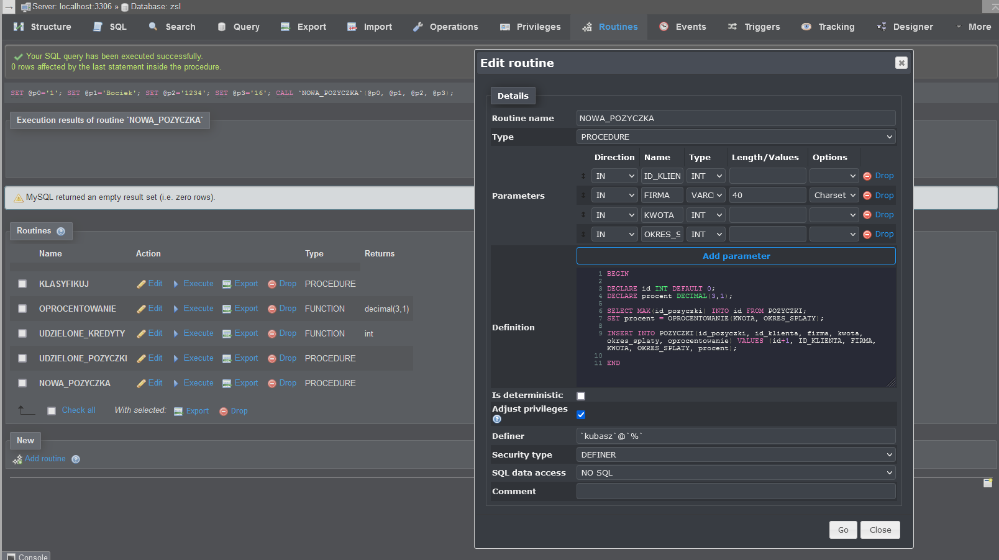 Server: localhost:3306 » Database: zsl
Structure SQL Search Query Export Import Operations Privileges Routines Events Triggers Tracking Designer More
Your SQL query has been executed successfully.
0 rows affected by the last statement inside the procedure.
SET @p0='1'; SET @p1='Bociek'; SET @p2='1234'; SET @p3='16'; CALL `NOWA_POZYCZKA`(@p0, @p1, @p2, @p3);
Execution results of routine `NOWA_POZYCZKA`
MySQL returned an empty result set (i.e. zero rows).
Routines
Name Action Type Returns
KLASYFIKUJ Edit Execute Export Drop PROCEDURE
OPROCENTOWANIE Edit Execute Export Drop FUNCTION decimal(3,1)
UDZIELONE_KREDYTY Edit Execute Export Drop FUNCTION int
UDZIELONE_POZYCZKI Edit Execute Export Drop PROCEDURE
NOWA_POZYCZKA Edit Execute Export Drop PROCEDURE
Check all With selected: Export Drop
New
Add routine
Console
Edit routine
Details
Routine name NOWA_POZYCZKA
Type PROCEDURE
Parameters
Direction Name Type Length/Values Options
IN ID_KLIEN INT Drop
IN FIRMA VARC 40 Charset Drop
IN KWOTA INT Drop
IN OKRES_S INT Drop
Add parameter
Definition
1 BEGIN
2
3 DECLARE id INT DEFAULT 0;
4 DECLARE procent DECIMAL(3,1);
5
6 SELECT MAX(id_pozyczki) INTO id FROM POZYCZKI;
7 SET procent = OPROCENTOWANIE(KWOTA, OKRES_SPLATY);
8
9 INSERT INTO POZYCZKI(id_pozyczki, id_klienta, firma, kwota,
okres_splaty, oprocentowanie) VALUES (id+1, ID_KLIENTA, FIRMA,
KWOTA, OKRES_SPLATY, procent);
10
11 END
Is deterministic
Adjust privileges
Definer `kubasz`@`%`
Security type DEFINER
SQL data access NO SQL
Comment
Go Close